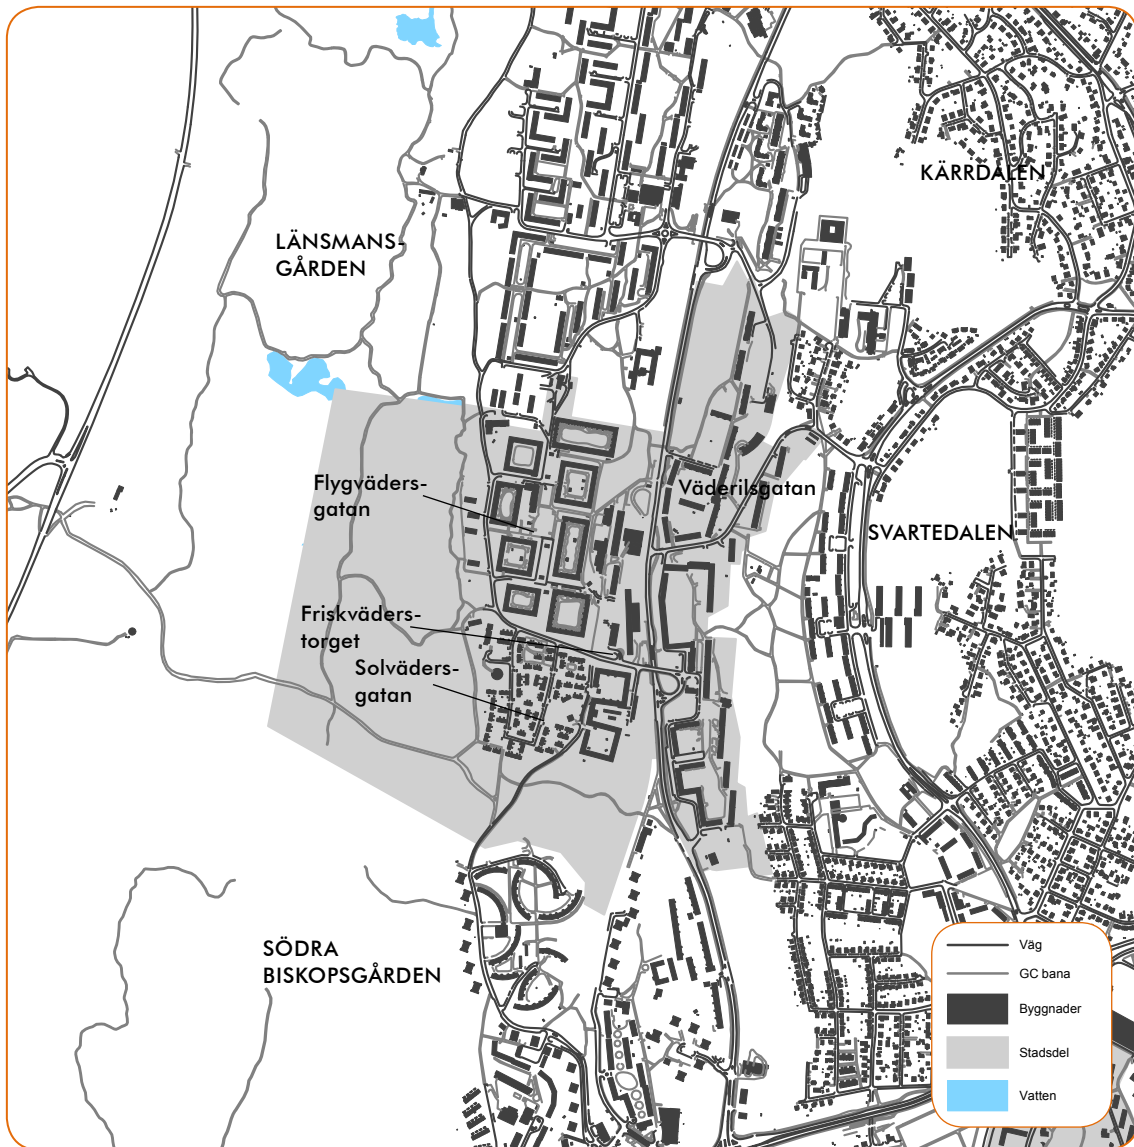 KÄRRDALEN
LÄNSMANS-
GÅRDEN
Flygväders-
gatan
Väderilsgatan
SVARTEDALEN
Friskväders-
torget
Solväders-
gatan
SÖDRA
BISKOPSGÅRDEN
Väg
GC bana
Byggnader
Stadsdel
Vatten